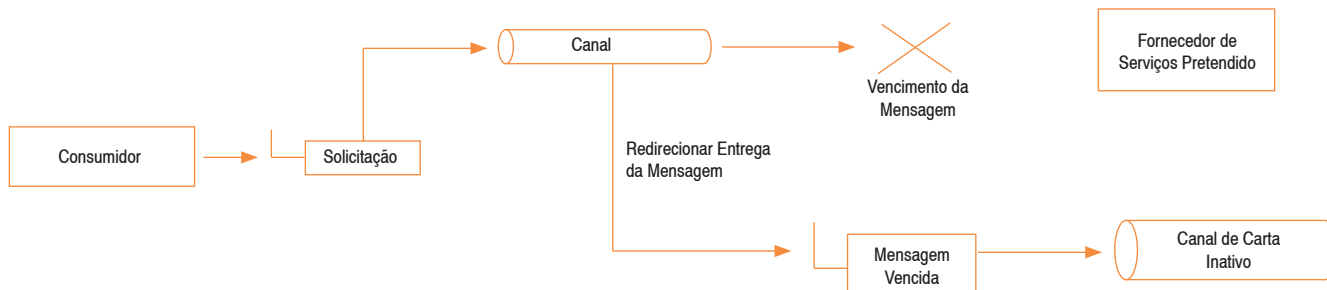 Canal
Fornecedor de
Serviços Pretendido
Vencimento da
Mensagem
Consumidor
Solicitação
Redirecionar Entrega
da Mensagem
Mensagem
Vencida
Canal de Carta
Inativo